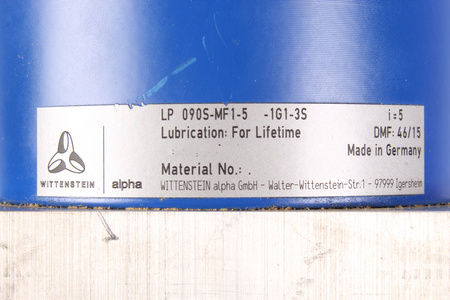 LP 090S-MF1-5 -1G1-3S i=5
Lubrication: For Lifetime DMF: 46/15
Made in Germany
Material No.: .
WITTENSTEIN alpha
WITTENSTEIN alpha GmbH - Walter-Wittenstein-Str.1 - 97999 Igersheim